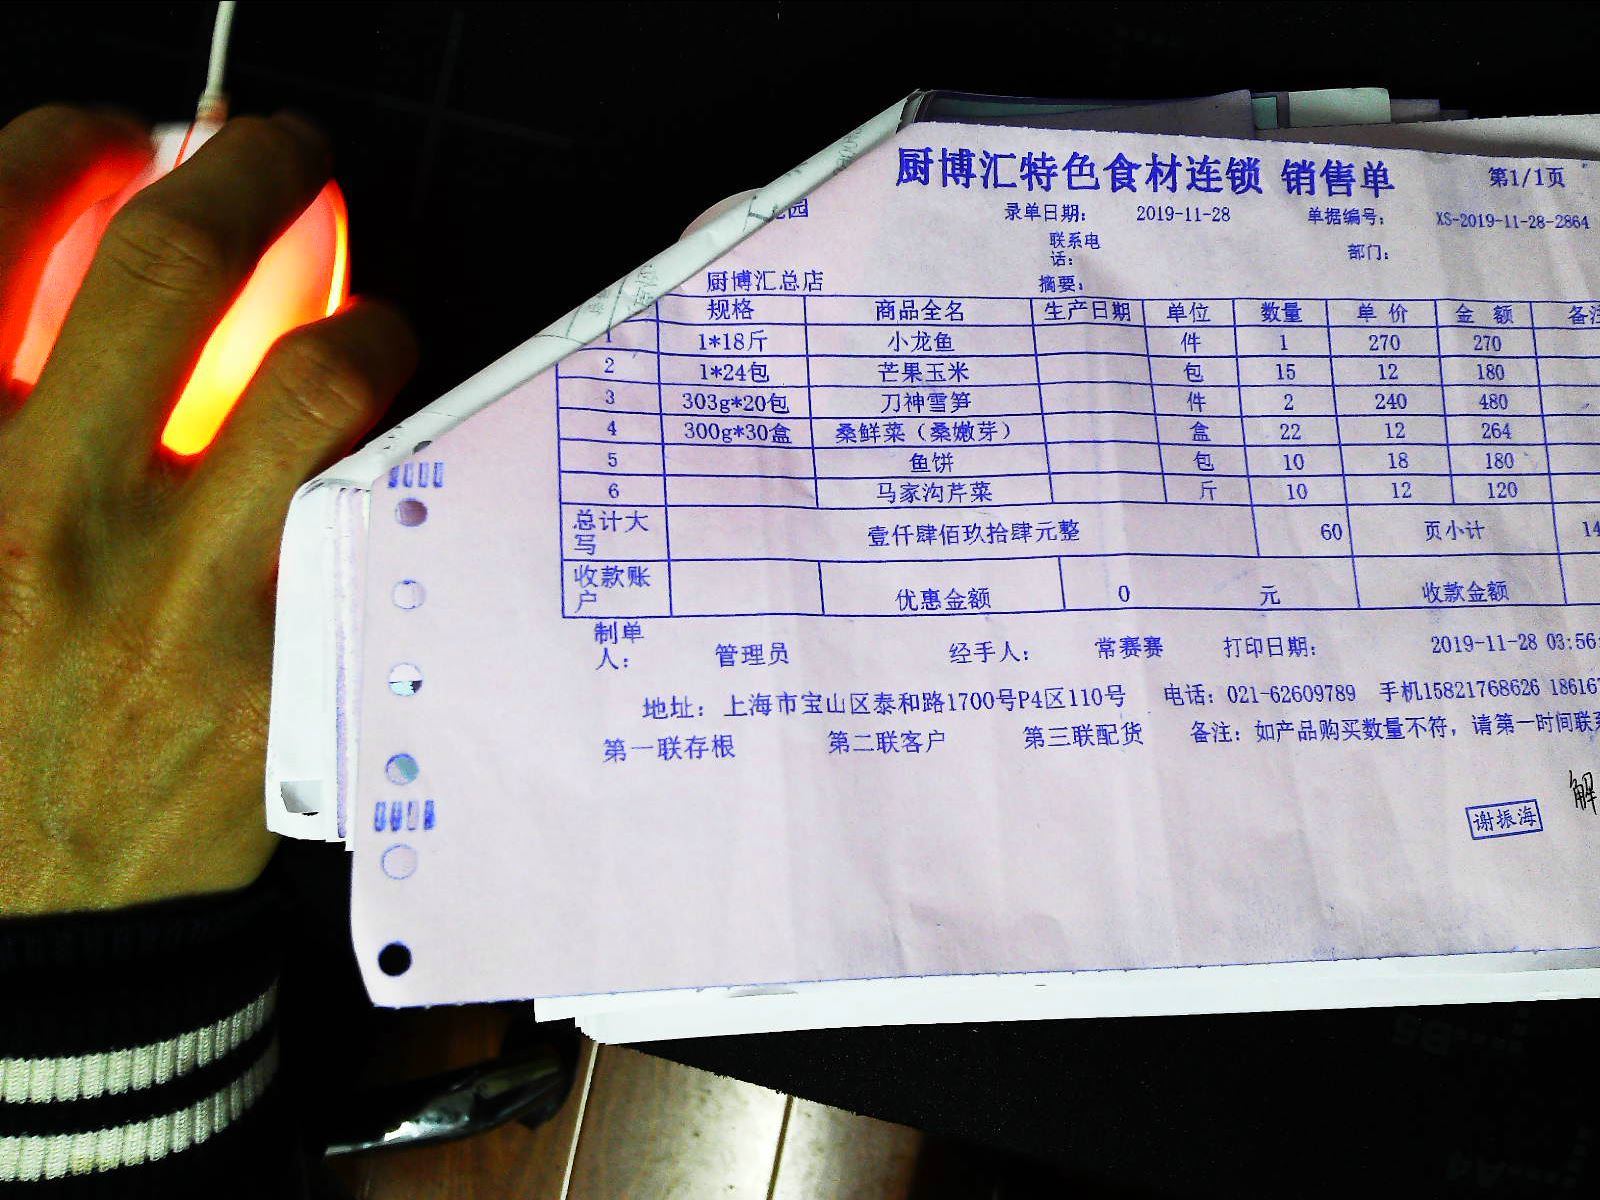 厨博汇特色食材连锁 销售单 第1/1页
园 录单日期: 2019-11-28 单据编号: XS-2019-11-28-2864
联系电话: 部门:
厨博汇总店 摘要:
规格 商品全名 生产日期 单位 数量 单价 金额 备注
1 1*18斤 小龙鱼 件 1 270 270
2 1*24包 芒果玉米 包 15 12 180
3 303g*20包 刀神雪笋 件 2 240 480
4 300g*30盒 桑鲜菜（桑嫩芽） 盒 22 12 264
5 鱼饼 包 10 18 180
6 马家沟芹菜 斤 10 12 120
总计大写 壹仟肆佰玖拾肆元整 60 页小计 14
收款账户 优惠金额 0 元 收款金额
制单人: 管理员 经手人: 常赛赛 打印日期: 2019-11-28 03:56:
地址: 上海市宝山区泰和路1700号P4区110号 电话: 021-62609789 手机15821768626 18616
第一联存根 第二联客户 第三联配货 备注: 如产品购买数量不符，请第一时间联系
解
谢振海